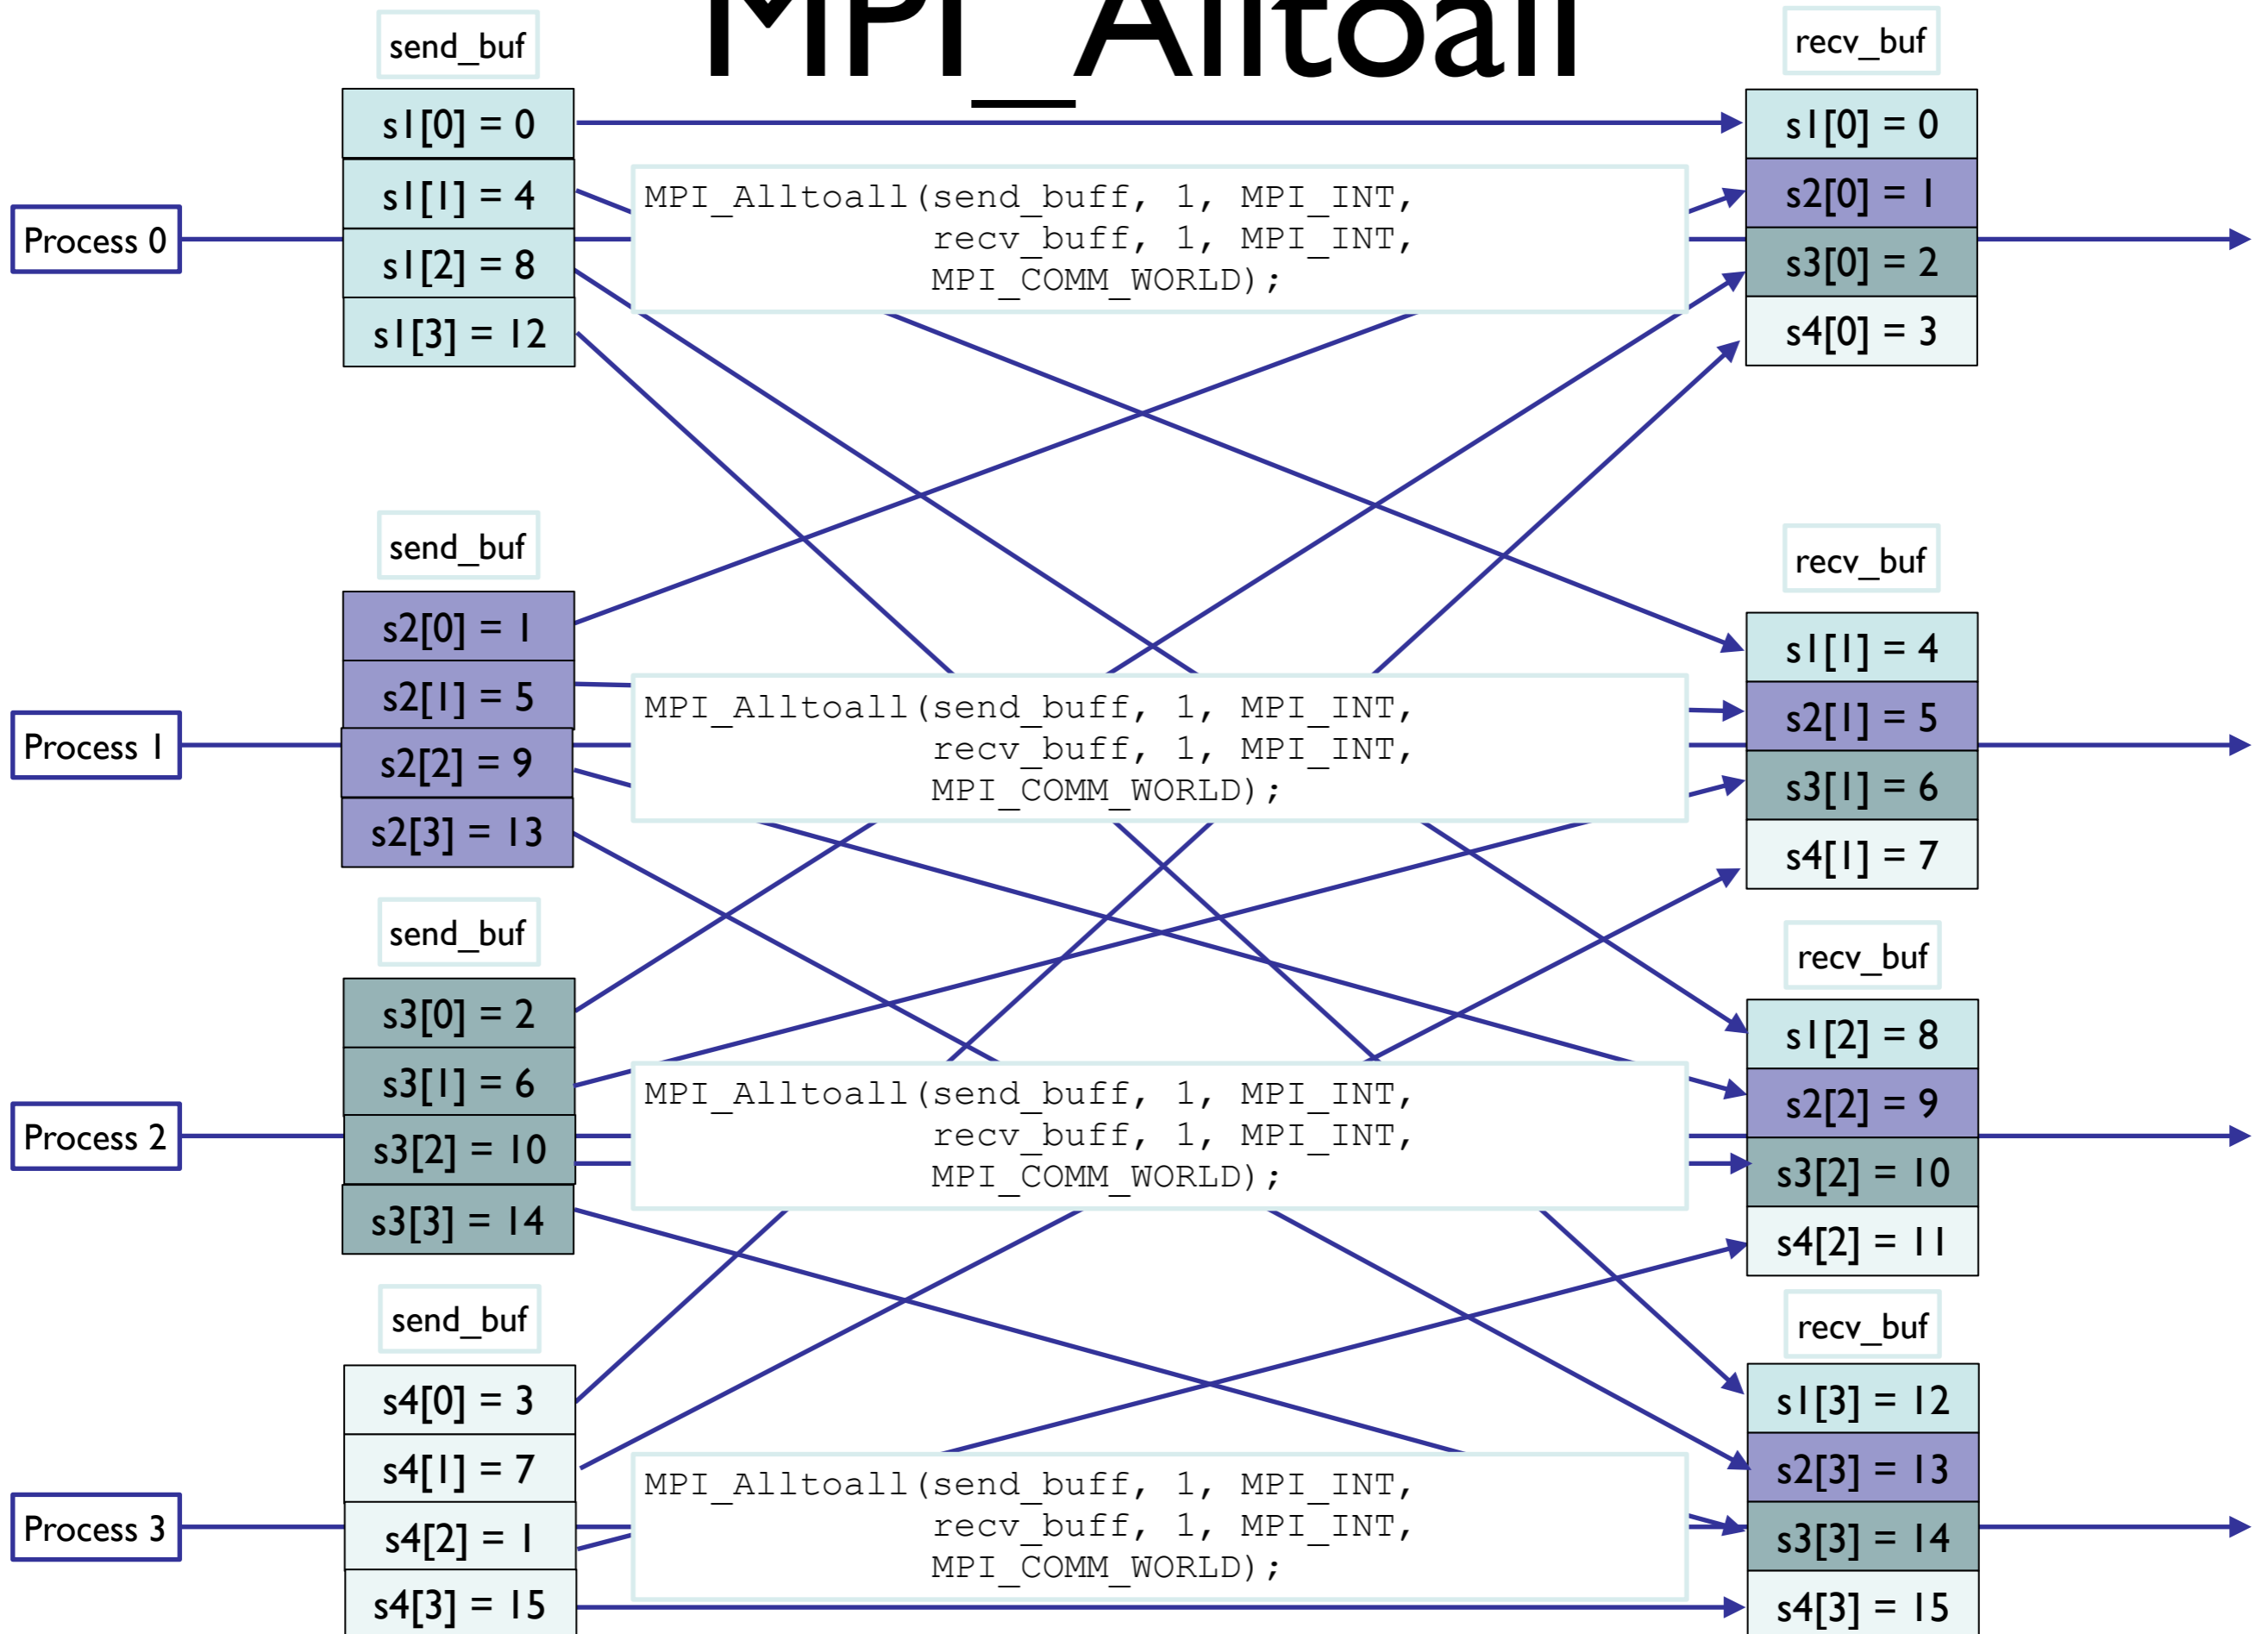 MPI_Alltoall
send_buf
recv_buf
s1[0] = 0
s1[1] = 4
s1[2] = 8
s1[3] = 12
Process 0
MPI_Alltoall(send_buff, 1, MPI_INT,
recv_buff, 1, MPI_INT,
MPI_COMM_WORLD);
s1[0] = 0
s2[0] = 1
s3[0] = 2
s4[0] = 3
send_buf
recv_buf
s2[0] = 1
s2[1] = 5
s2[2] = 9
s2[3] = 13
Process 1
MPI_Alltoall(send_buff, 1, MPI_INT,
recv_buff, 1, MPI_INT,
MPI_COMM_WORLD);
s1[1] = 4
s2[1] = 5
s3[1] = 6
s4[1] = 7
send_buf
recv_buf
s3[0] = 2
s3[1] = 6
s3[2] = 10
s3[3] = 14
Process 2
MPI_Alltoall(send_buff, 1, MPI_INT,
recv_buff, 1, MPI_INT,
MPI_COMM_WORLD);
s1[2] = 8
s2[2] = 9
s3[2] = 10
s4[2] = 11
send_buf
recv_buf
s4[0] = 3
s4[1] = 7
s4[2] = 1
s4[3] = 15
Process 3
MPI_Alltoall(send_buff, 1, MPI_INT,
recv_buff, 1, MPI_INT,
MPI_COMM_WORLD);
s1[3] = 12
s2[3] = 13
s3[3] = 14
s4[3] = 15